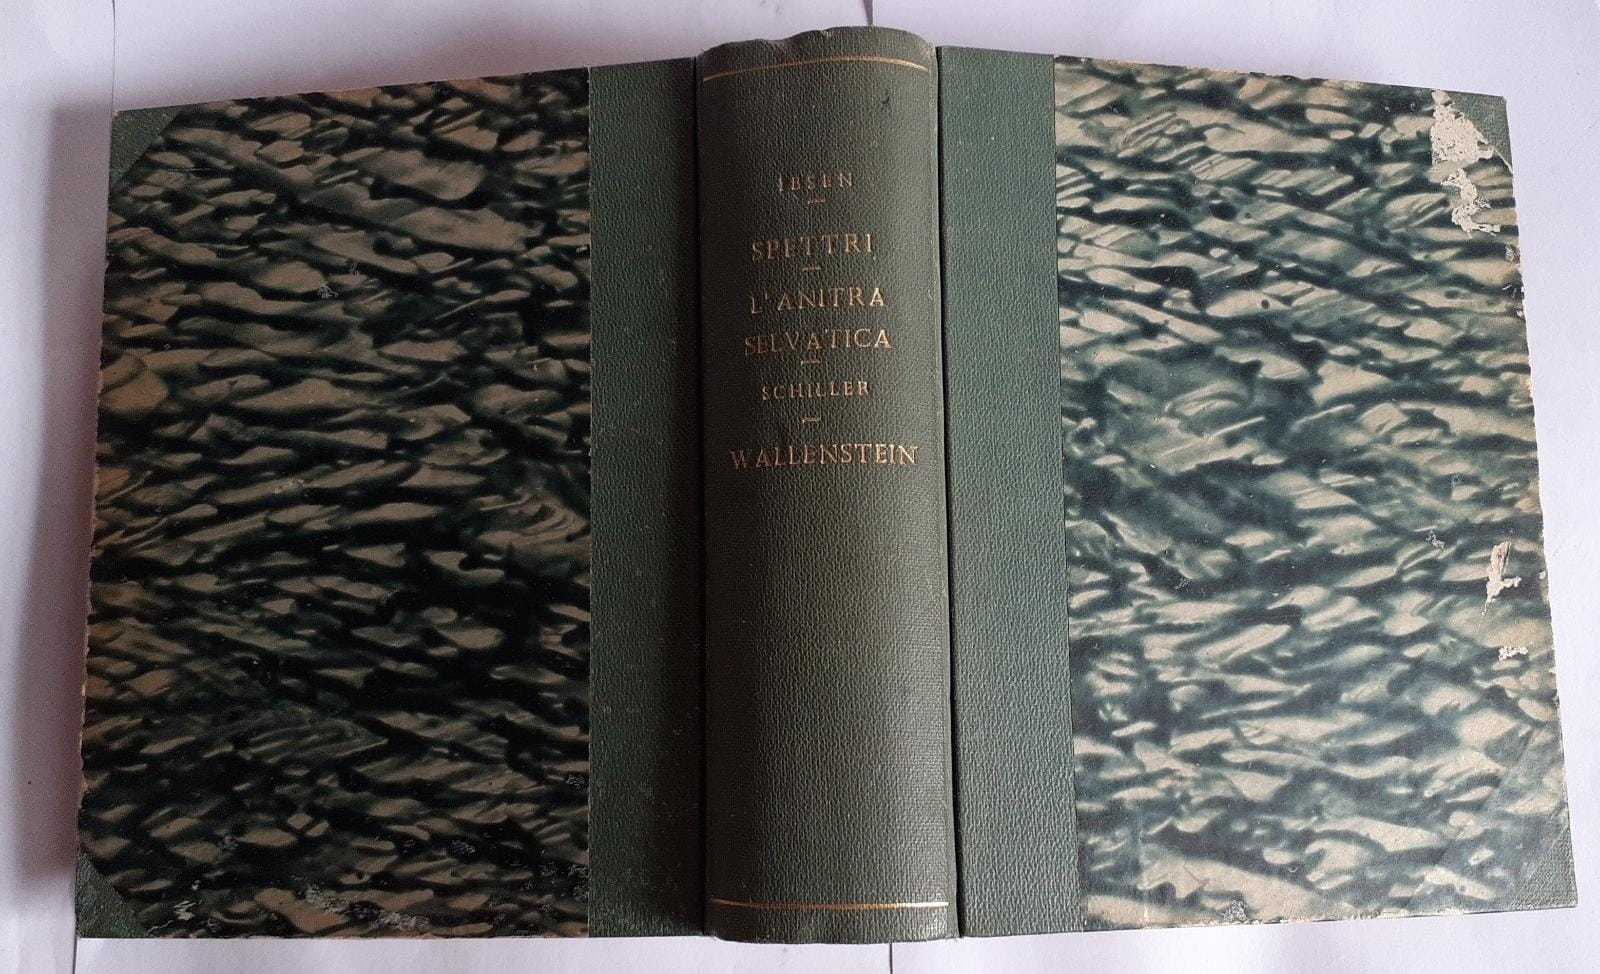 IBSEN
SPETTRI
L'ANITRA
SELVATICA
SCHILLER
WALLENSTEIN